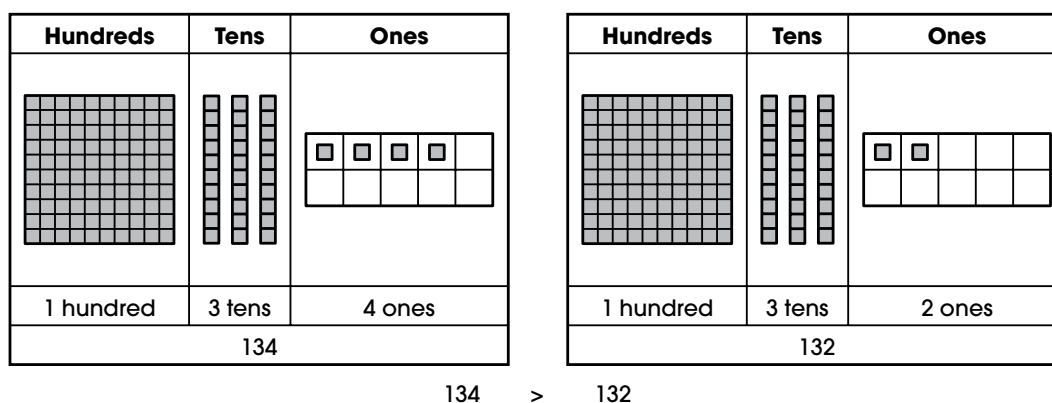 Hundreds Tens Ones
1 hundred 3 tens 4 ones
134
Hundreds Tens Ones
1 hundred 3 tens 2 ones
132
134 > 132